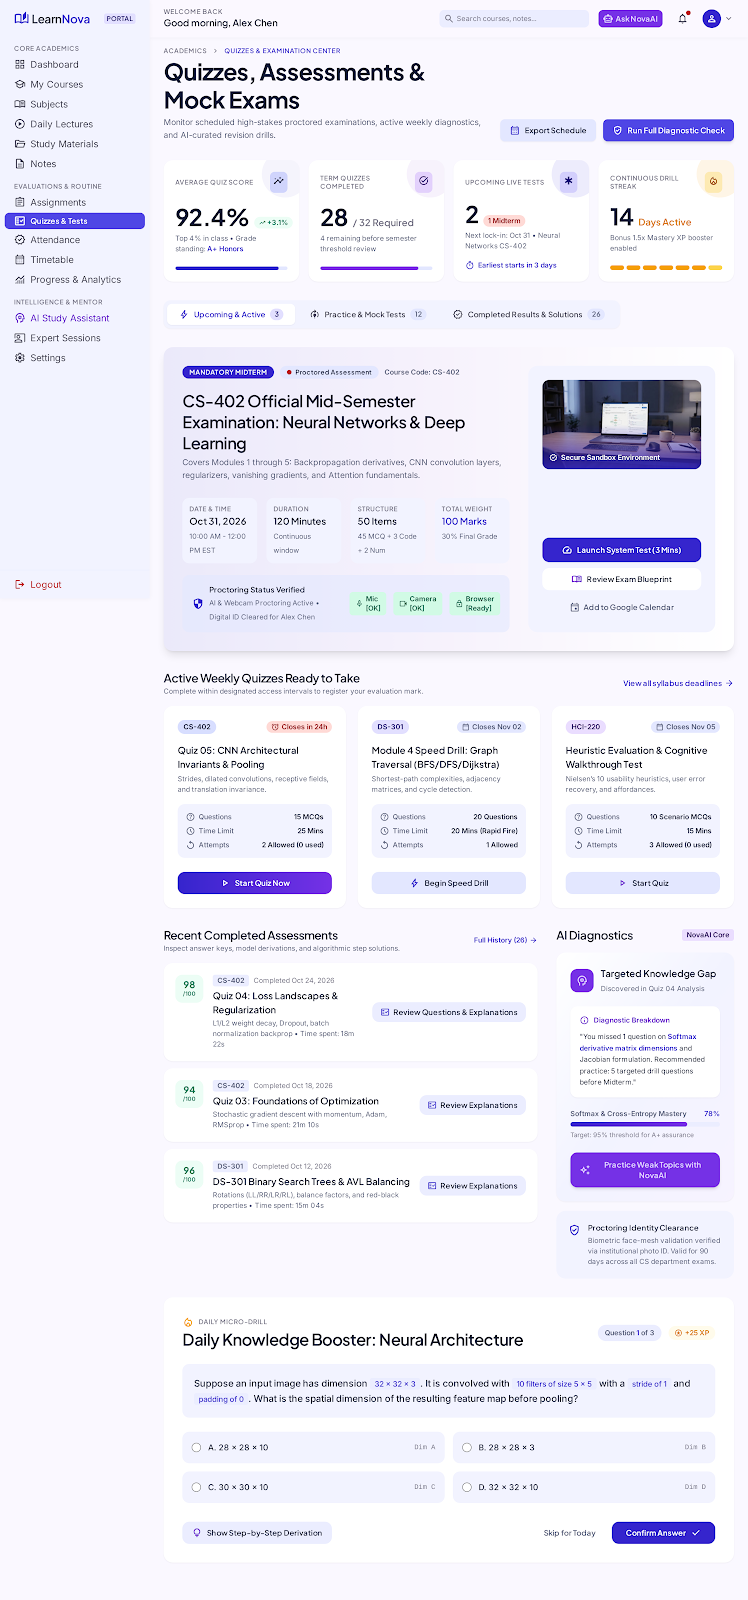 LearnNova
PORTAL
CORE ACADEMICS
Dashboard
My Courses
Subjects
Daily Lectures
Study Materials
Notes
EVALUATIONS & ROUTINE
Assignments
Quizzes & Tests
Attendance
Timetable
Progress & Analytics
INTELLIGENCE & MENTOR
AI Study Assistant
Expert Sessions
Settings
Logout
WELCOME BACK
Good morning, Alex Chen
Search courses, notes...
Ask NovaAI
ACADEMICS > QUIZZES & EXAMINATION CENTER
Quizzes, Assessments &
Mock Exams
Monitor scheduled high-stakes proctored examinations, active weekly diagnostics,
and AI-curated revision drills.
Export Schedule
Run Full Diagnostic Check
AVERAGE QUIZ SCORE
92.4%
+3.1%
Top 4% in class • Grade
standing: A+ Honors
TERM QUIZZES
COMPLETED
28 / 32 Required
4 remaining before semester
threshold review
UPCOMING LIVE TESTS
2
1 Midterm
Next lock-in: Oct 31 • Neural
Networks CS-402
Earliest starts in 3 days
CONTINUOUS DRILL
STREAK
14 Days Active
Bonus 1.5x Mastery XP booster
enabled
Upcoming & Active 3
Practice & Mock Tests 12
Completed Results & Solutions 26
MANDATORY MIDTERM
Proctored Assessment
Course Code: CS-402
CS-402 Official Mid-Semester
Examination: Neural Networks & Deep
Learning
Covers Modules 1 through 5: Backpropagation derivatives, CNN convolution layers,
regularizers, vanishing gradients, and Attention fundamentals.
DATE & TIME
Oct 31, 2026
10:00 AM - 12:00
PM EST
DURATION
120 Minutes
Continuous
window
STRUCTURE
50 Items
45 MCQ + 3 Code
+ 2 Num
TOTAL WEIGHT
100 Marks
30% Final Grade
Proctoring Status Verified
AI & Webcam Proctoring Active •
Digital ID Cleared for Alex Chen
Mic
[OK]
Camera
[OK]
Browser
[Ready]
Secure Sandbox Environment
Launch System Test (3 Mins)
Review Exam Blueprint
Add to Google Calendar
Active Weekly Quizzes Ready to Take
Complete within designated access intervals to register your evaluation mark.
View all syllabus deadlines →
CS-402
Closes in 24h
Quiz 05: CNN Architectural
Invariants & Pooling
Strides, dilated convolutions, receptive fields,
and translation invariance.
Questions 15 MCQs
Time Limit 25 Mins
Attempts 2 Allowed (0 used)
Start Quiz Now
DS-301
Closes Nov 02
Module 4 Speed Drill: Graph
Traversal (BFS/DFS/Dijkstra)
Shortest-path complexities, adjacency
matrices, and cycle detection.
Questions 20 Questions
Time Limit 20 Mins (Rapid Fire)
Attempts 1 Allowed
Begin Speed Drill
HCI-220
Closes Nov 05
Heuristic Evaluation & Cognitive
Walkthrough Test
Nielsen's 10 usability heuristics, user error
recovery, and affordances.
Questions 10 Scenario MCQs
Time Limit 15 Mins
Attempts 3 Allowed (0 used)
Start Quiz
Recent Completed Assessments
Inspect answer keys, model derivations, and algorithmic step solutions.
Full History (26) →
98
/100
CS-402 Completed Oct 24, 2026
Quiz 04: Loss Landscapes &
Regularization
L1/L2 weight decay, Dropout, batch
normalization backprop • Time spent: 18m
22s
Review Questions & Explanations
94
/100
CS-402 Completed Oct 18, 2026
Quiz 03: Foundations of Optimization
Stochastic gradient descent with momentum, Adam,
RMSprop • Time spent: 21m 10s
Review Explanations
96
/100
DS-301 Completed Oct 12, 2026
DS-301 Binary Search Trees & AVL Balancing
Rotations (LL/RR/LR/RL), balance factors, and red-black
properties • Time spent: 15m 04s
Review Explanations
AI Diagnostics
NovaAI Core
Targeted Knowledge Gap
Discovered in Quiz 04 Analysis
Diagnostic Breakdown
"You missed 1 question on Softmax
derivative matrix dimensions and
Jacobian formulation. Recommended
practice: 5 targeted drill questions
before Midterm."
Softmax & Cross-Entropy Mastery 78%
Target: 95% threshold for A+ assurance
Practice Weak Topics with
NovaAI
Proctoring Identity Clearance
Biometric face-mesh validation verified
via institutional photo ID. Valid for 90
days across all CS department exams.
DAILY MICRO-DRILL
Daily Knowledge Booster: Neural Architecture
Question 1 of 3
+25 XP
Suppose an input image has dimension 32 × 32 × 3 . It is convolved with 10 filters of size 5 × 5 with a stride of 1 and
padding of 0 . What is the spatial dimension of the resulting feature map before pooling?
A. 28 × 28 × 10 Dim A
B. 28 × 28 × 3 Dim B
C. 30 × 30 × 10 Dim C
D. 32 × 32 × 10 Dim D
Show Step-by-Step Derivation
Skip for Today
Confirm Answer